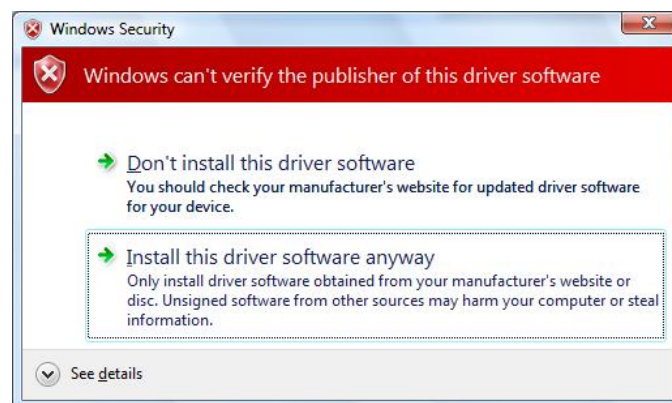 Windows Security
Windows can't verify the publisher of this driver software
Don't install this driver software
You should check your manufacturer's website for updated driver software
for your device.
Install this driver software anyway
Only install driver software obtained from your manufacturer's website or
disc. Unsigned software from other sources may harm your computer or steal
information.
See details